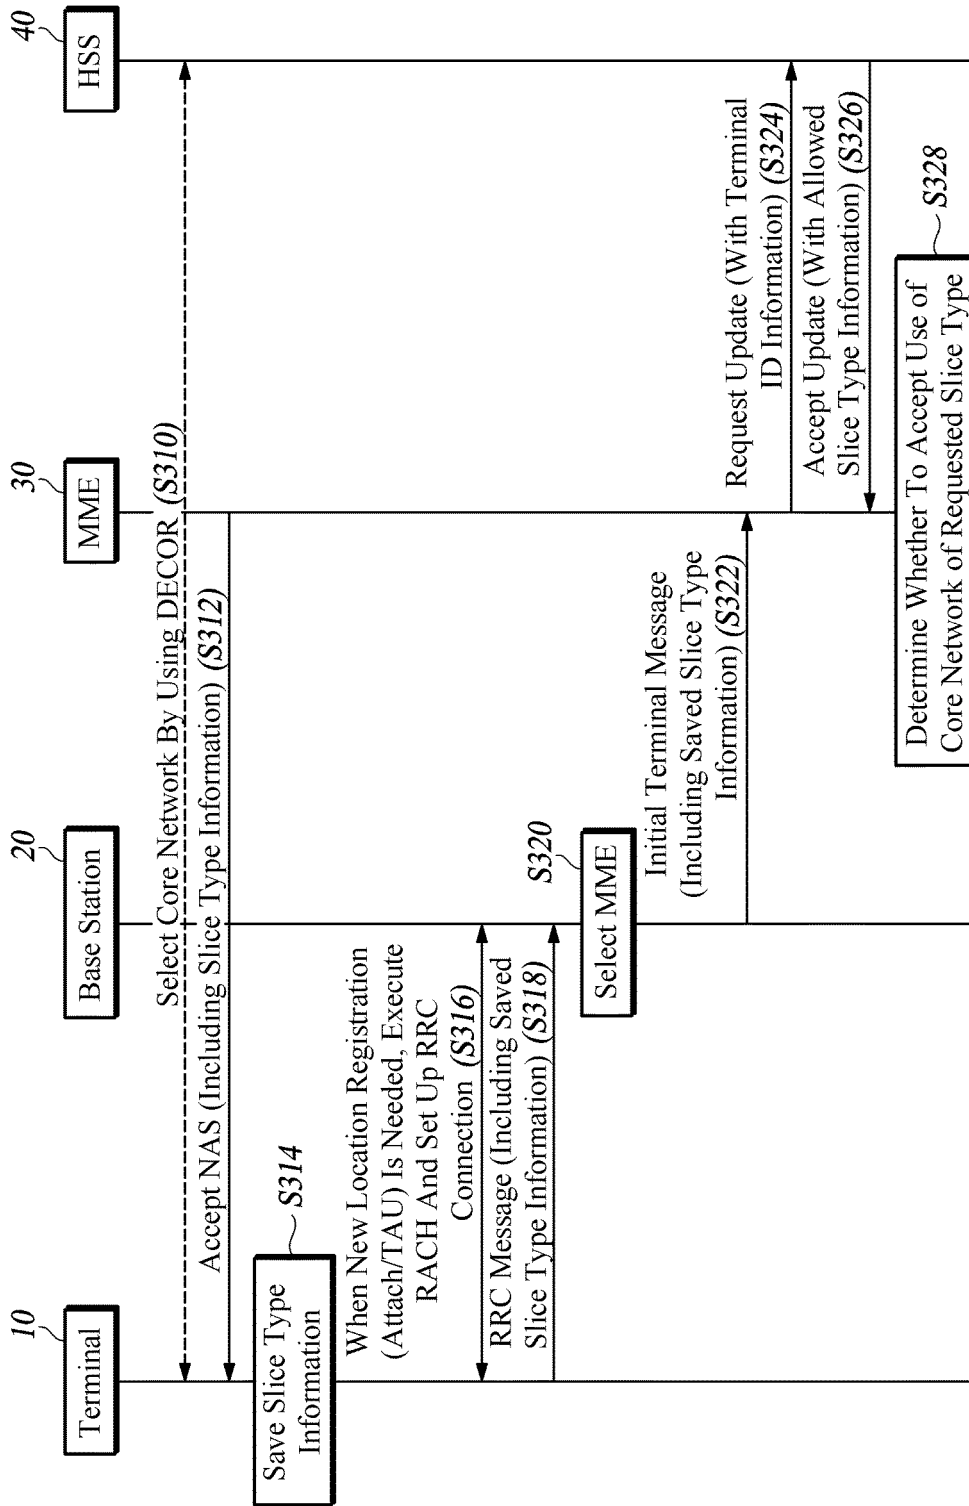 10
20
30
40
Terminal
Base Station
MME
HSS
Select Core Network By Using DECOR (S310)
Accept NAS (Including Slice Type Information) (S312)
S314
Save Slice Type
Information
When New Location Registration
(Attach/TAU) Is Needed, Execute
RACH And Set Up RRC
Connection (S316)
RRC Message (Including Saved
Slice Type Information) (S318)
S320
Select MME
Initial Terminal Message
(Including Saved Slice Type
Information) (S322)
Request Update (With Terminal
ID Information) (S324)
Accept Update (With Allowed
Slice Type Information) (S326)
S328
Determine Whether To Accept Use of
Core Network of Requested Slice Type